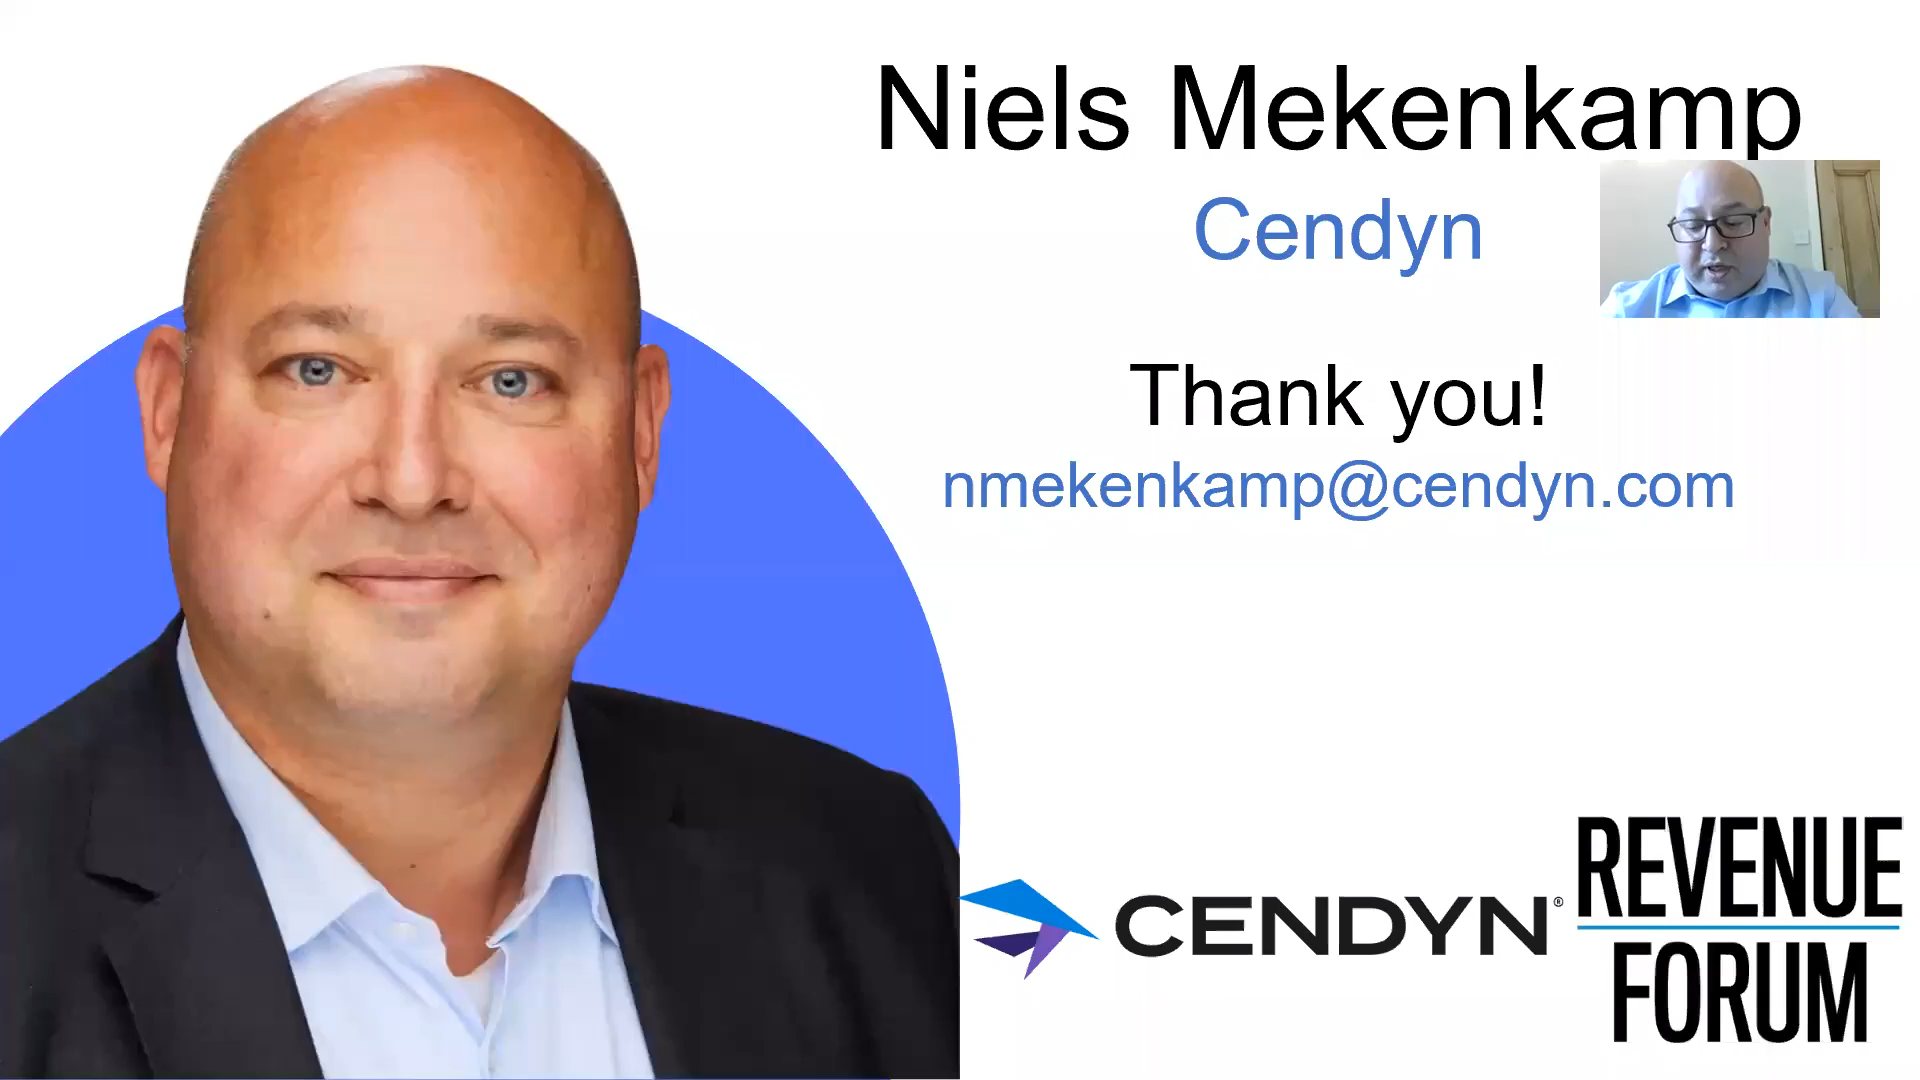 Niels Mekenkamp
Cendyn
Thank you!
nmekenkamp@cendyn.com
CENDYN®
REVENUE
FORUM